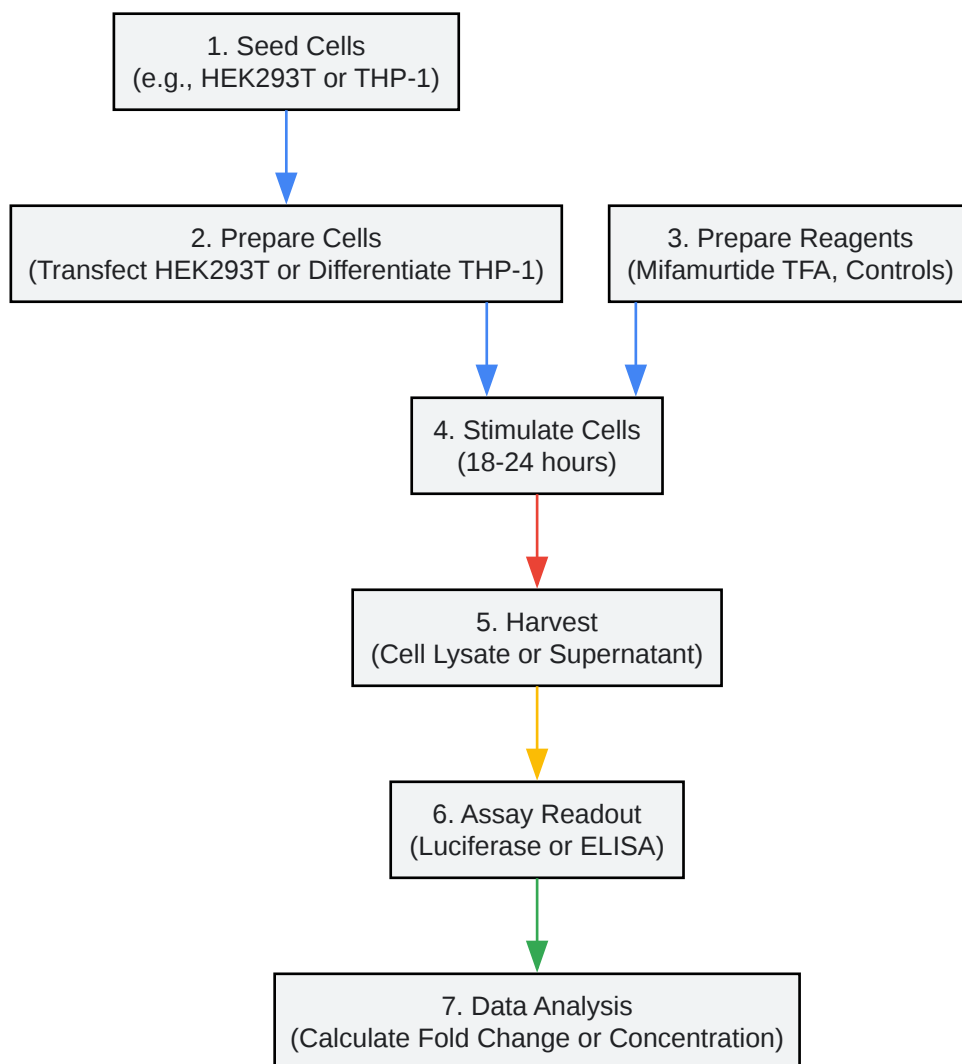 1. Seed Cells
(e.g., HEK293T or THP-1)
2. Prepare Cells
(Transfect HEK293T or Differentiate THP-1)
3. Prepare Reagents
(Mifamurtide TFA, Controls)
4. Stimulate Cells
(18-24 hours)
5. Harvest
(Cell Lysate or Supernatant)
6. Assay Readout
(Luciferase or ELISA)
7. Data Analysis
(Calculate Fold Change or Concentration)